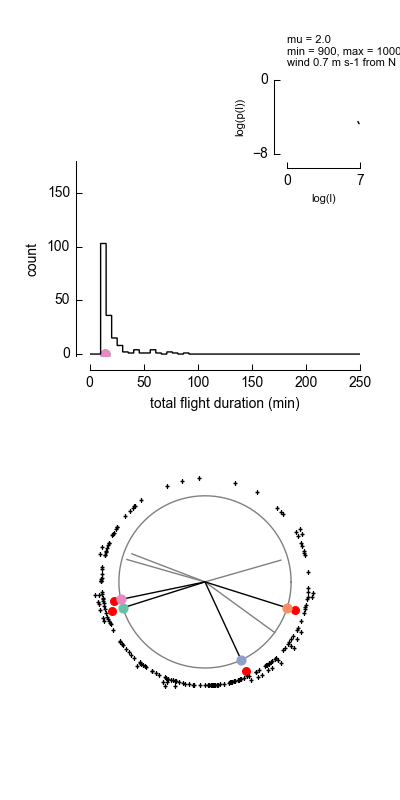 mu = 2.0
min = 900, max = 1000
wind 0.7 m s-1 from N
0
log(p(l))
−8
0 7
log(l)
150
100
50
0
count
0 50 100 150 200 250
total flight duration (min)